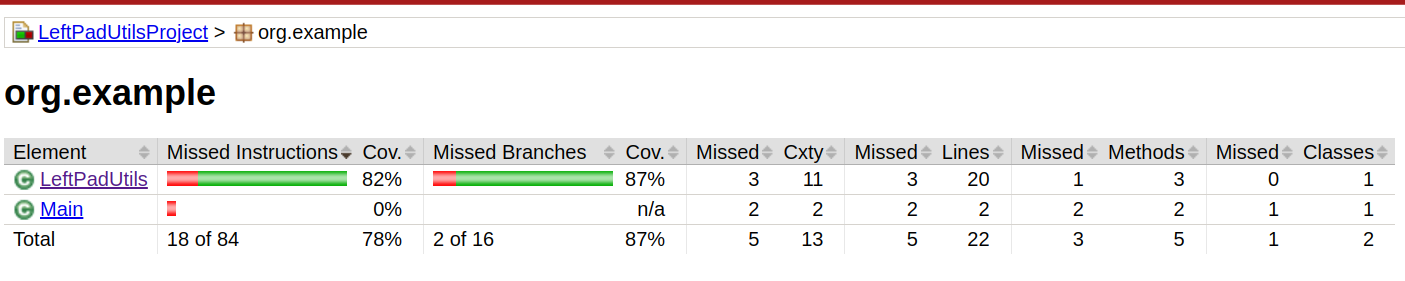 LeftPadUtilsProject > org.example
org.example
Element Missed Instructions Cov. Missed Branches Cov. Missed Cxty Missed Lines Missed Methods Missed Classes
C LeftPadUtils 82% 87% 3 11 3 20 1 3 0 1
C Main 0% n/a 2 2 2 2 2 2 1 1
Total 18 of 84 78% 2 of 16 87% 5 13 5 22 3 5 1 2